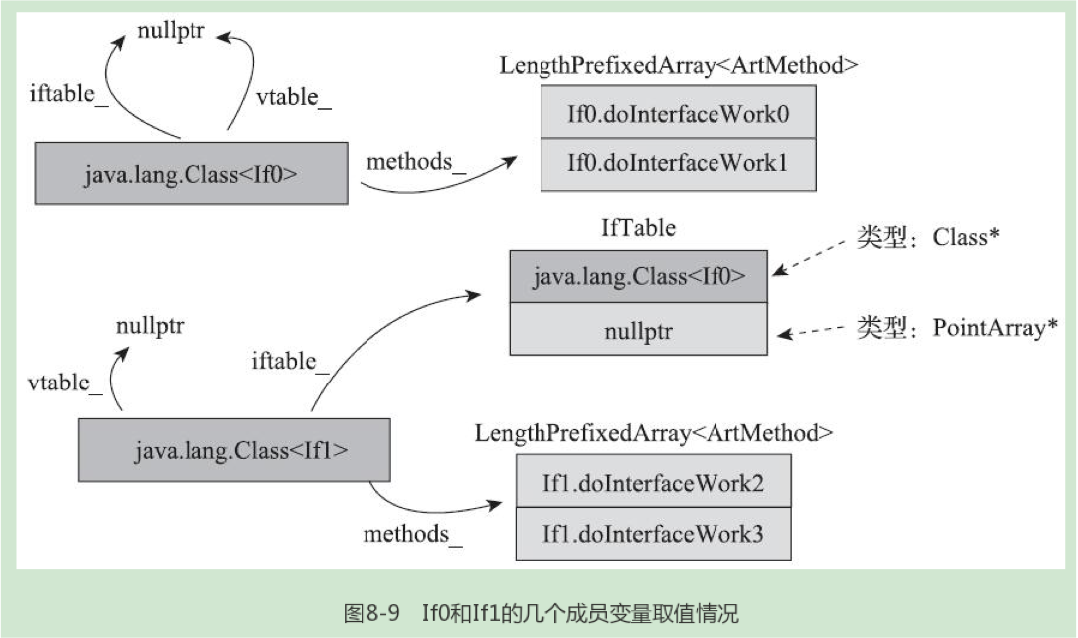 nullptr
iftable_
vtable_
java.lang.Class<If0>
methods_
LengthPrefixedArray<ArtMethod>
If0.doInterfaceWork0
If0.doInterfaceWork1
IfTable
java.lang.Class<If0>
nullptr
类型：Class*
类型：PointArray*
nullptr
vtable_
iftable_
java.lang.Class<If1>
methods_
LengthPrefixedArray<ArtMethod>
If1.doInterfaceWork2
If1.doInterfaceWork3
图8-9 If0和If1的几个成员变量取值情况